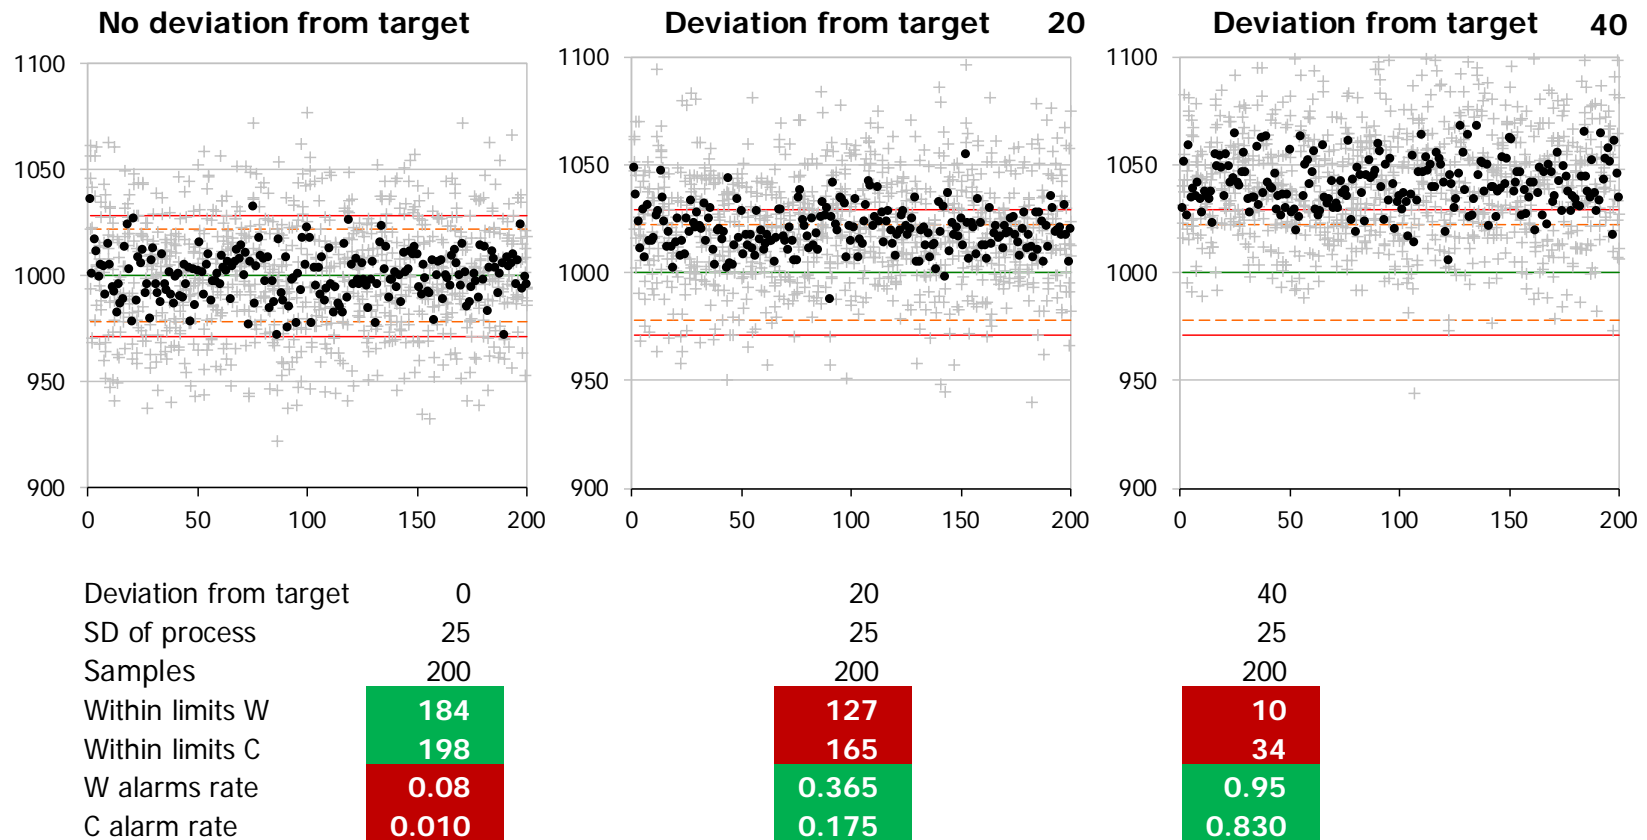 No deviation from target
Deviation from target 20
Deviation from target 40
1100
1050
1000
950
900
0 50 100 150 200
1100
1050
1000
950
900
0 50 100 150 200
1100
1050
1000
950
900
0 50 100 150 200
Deviation from target 0 20 40
SD of process 25 25 25
Samples 200 200 200
Within limits W 184 127 10
Within limits C 198 165 34
W alarms rate 0.08 0.365 0.95
C alarm rate 0.010 0.175 0.830